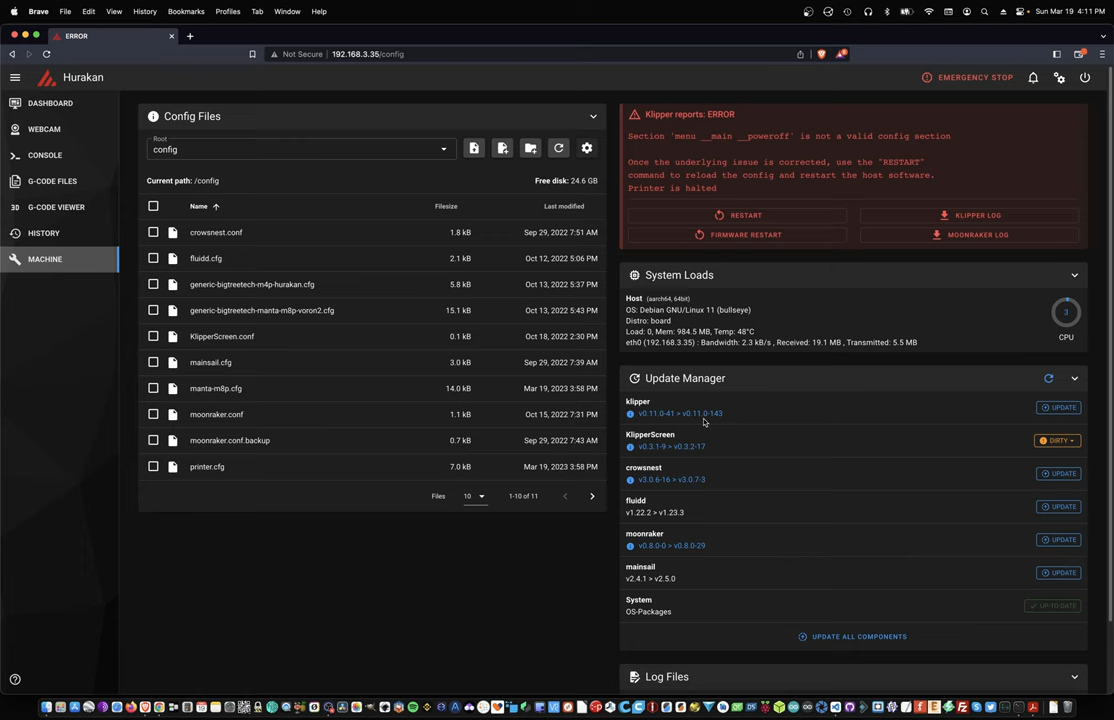 Brave File Edit View History Bookmarks Profiles Tab Window Help
Sun Mar 19 4:11 PM
ERROR
Not Secure 192.168.3.35/config
Hurakan
EMERGENCY STOP
DASHBOARD
WEBCAM
CONSOLE
G-CODE FILES
3D G-CODE VIEWER
HISTORY
MACHINE
Config Files
Root
config
Current path: /config
Free disk: 24.6 GB
Name Filesize Last modified
crowsnest.conf 1.8 kB Sep 29, 2022 7:51 AM
fluidd.cfg 2.1 kB Oct 12, 2022 5:06 PM
generic-bigtreetech-m4p-hurakan.cfg 5.8 kB Oct 13, 2022 5:37 PM
generic-bigtreetech-manta-m8p-voron2.cfg 15.1 kB Oct 13, 2022 5:43 PM
KlipperScreen.conf 0.1 kB Oct 18, 2022 2:30 PM
mainsail.cfg 3.0 kB Sep 29, 2022 7:39 AM
manta-m8p.cfg 14.0 kB Mar 19, 2023 3:58 PM
moonraker.conf 1.1 kB Oct 15, 2022 7:31 PM
moonraker.conf.backup 0.7 kB Sep 29, 2022 7:43 AM
printer.cfg 7.0 kB Mar 19, 2023 3:58 PM
Files 10 1-10 of 11
Klipper reports: ERROR
Section 'menu __main __poweroff' is not a valid config section
Once the underlying issue is corrected, use the "RESTART"
command to reload the config and restart the host software.
Printer is halted
RESTART
KLIPPER LOG
FIRMWARE RESTART
MOONRAKER LOG
System Loads
Host (aarch64, 64bit)
OS: Debian GNU/Linux 11 (bullseye)
Distro: board
Load: 0, Mem: 984.5 MB, Temp: 48°C
eth0 (192.168.3.35) : Bandwidth: 2.3 kB/s , Received: 19.1 MB , Transmitted: 5.5 MB
3
CPU
Update Manager
klipper
v0.11.0-41 > v0.11.0-143
UPDATE
KlipperScreen
v0.3.1-9 > v0.3.2-17
DIRTY
crowsnest
v3.0.6-16 > v3.0.7-3
UPDATE
fluidd
v1.22.2 > v1.23.3
UPDATE
moonraker
v0.8.0-0 > v0.8.0-29
UPDATE
mainsail
v2.4.1 > v2.5.0
UPDATE
System
OS-Packages
UP-TO-DATE
UPDATE ALL COMPONENTS
Log Files